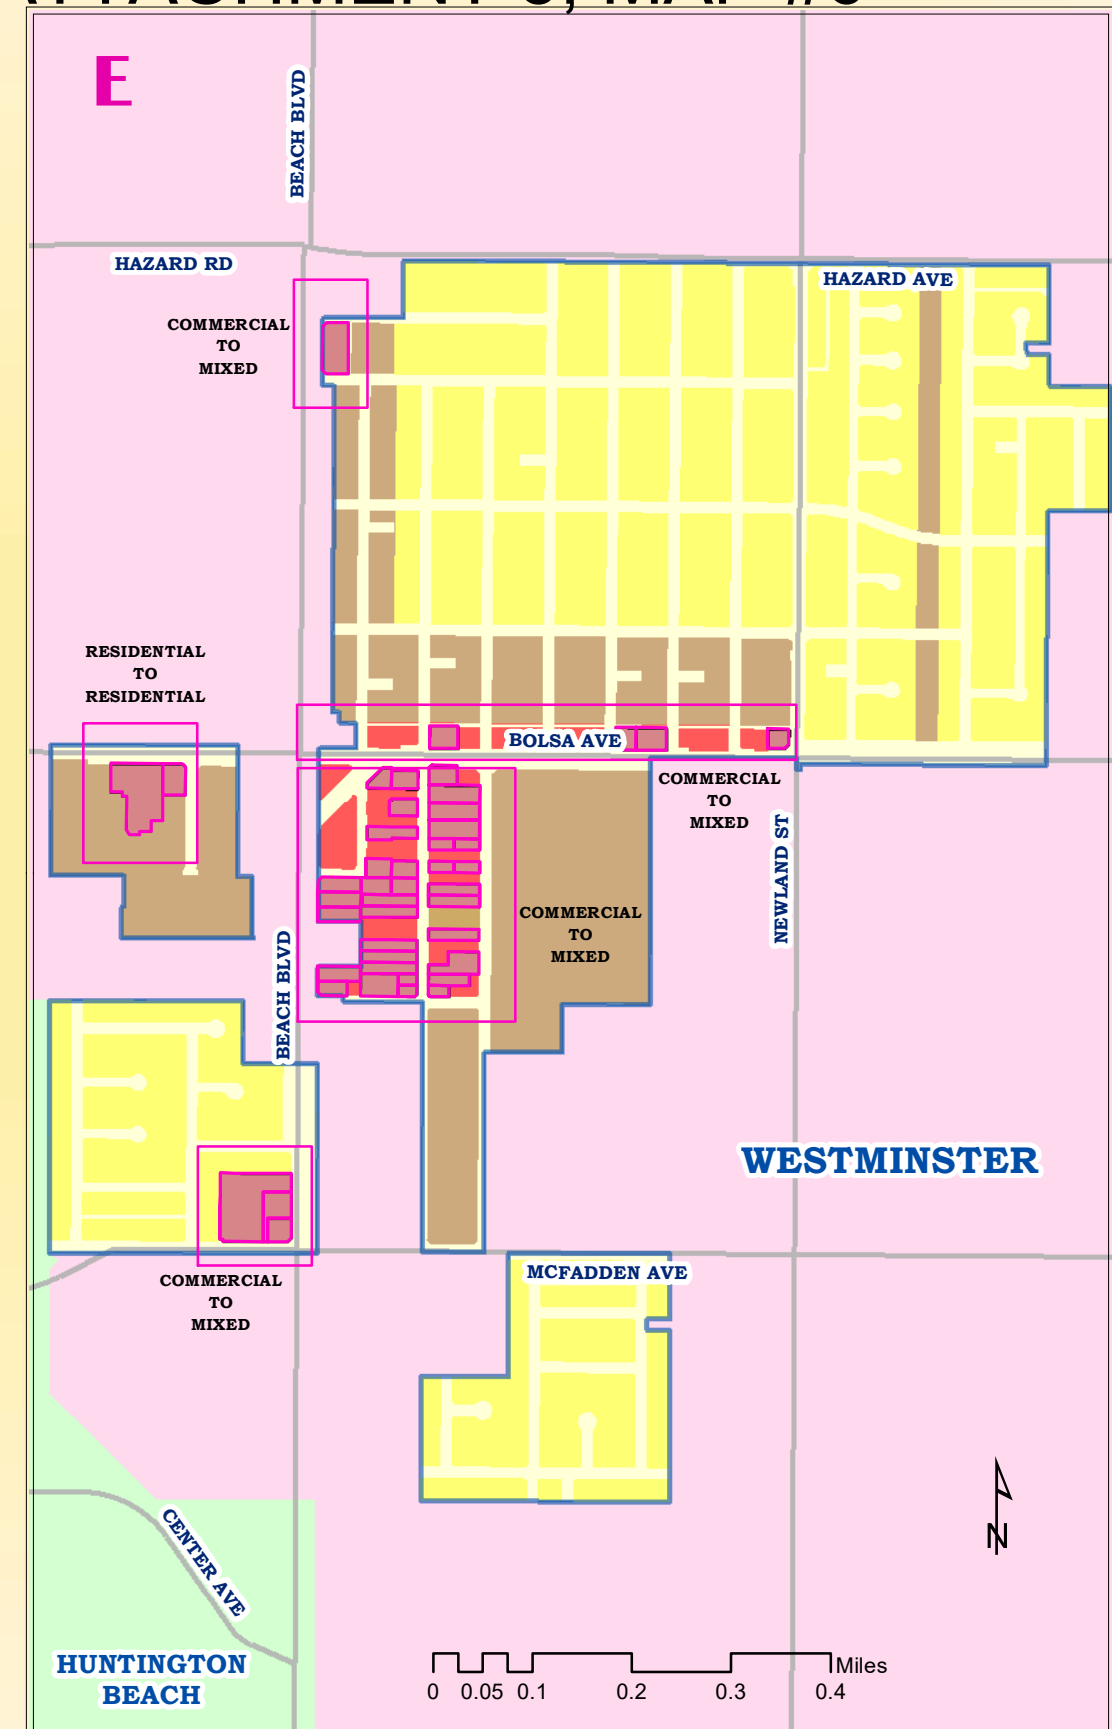 E
BEACH BLVD
HAZARD RD
HAZARD AVE
COMMERCIAL
TO
MIXED
RESIDENTIAL
TO
RESIDENTIAL
BOLSA AVE
COMMERCIAL
TO
MIXED
NEWLAND ST
COMMERCIAL
TO
MIXED
BEACH BLVD
WESTMINSTER
MCFADDEN AVE
COMMERCIAL
TO
MIXED
CENTER AVE
N
HUNTINGTON
BEACH
Miles
0 0.05 0.1 0.2 0.3 0.4